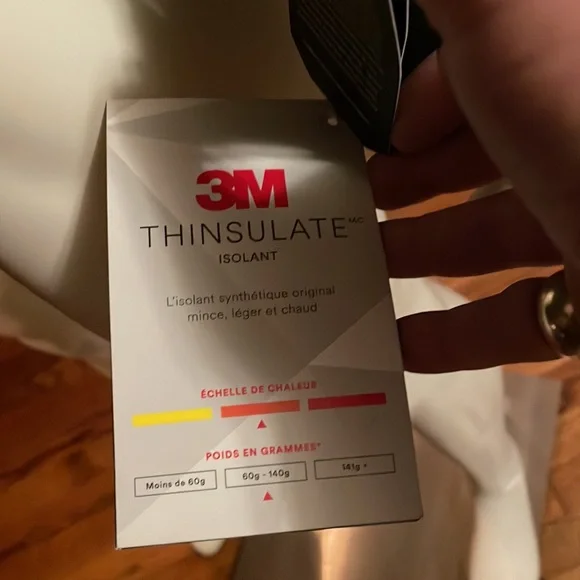 3M
THINSULATE MC
ISOLANT
L'isolant synthétique original
mince, léger et chaud
ÉCHELLE DE CHALEUR
POIDS EN GRAMMES*
Moins de 60g
60g - 140g
141g +